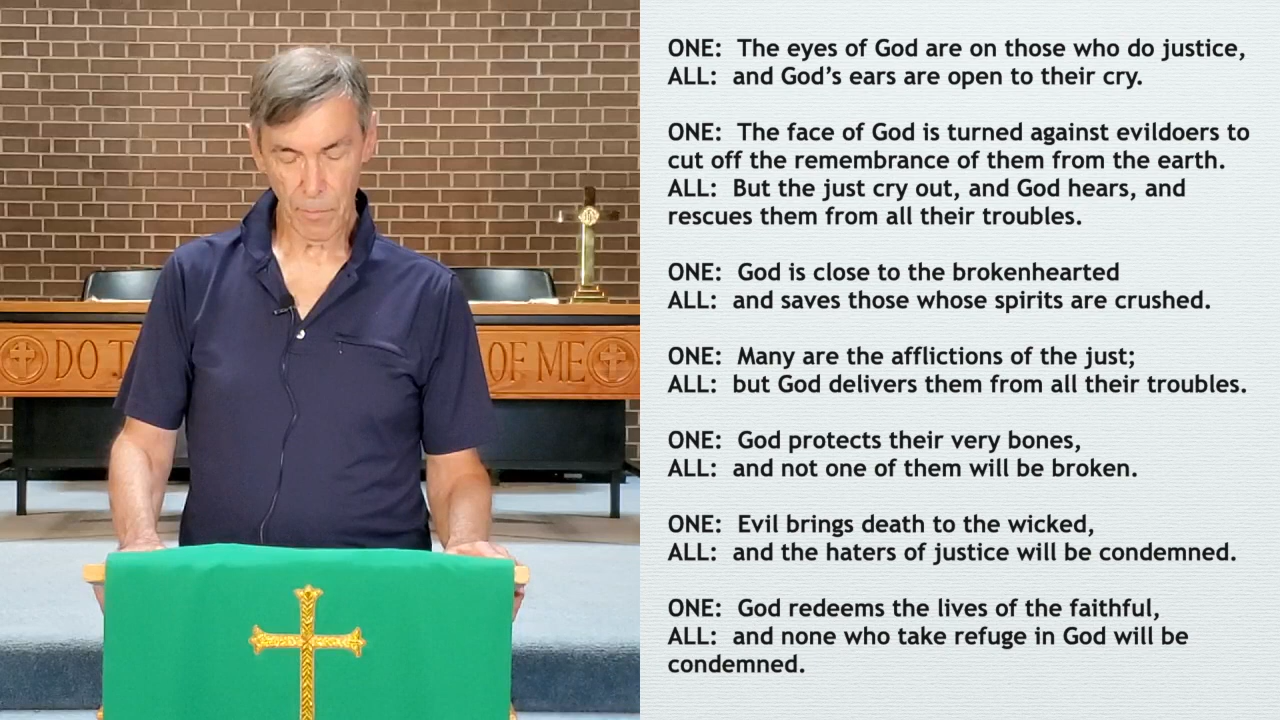 DO T
OF ME
ONE: The eyes of God are on those who do justice,
ALL: and God's ears are open to their cry.
ONE: The face of God is turned against evildoers to
cut off the remembrance of them from the earth.
ALL: But the just cry out, and God hears, and
rescues them from all their troubles.
ONE: God is close to the brokenhearted
ALL: and saves those whose spirits are crushed.
ONE: Many are the afflictions of the just;
ALL: but God delivers them from all their troubles.
ONE: God protects their very bones,
ALL: and not one of them will be broken.
ONE: Evil brings death to the wicked,
ALL: and the haters of justice will be condemned.
ONE: God redeems the lives of the faithful,
ALL: and none who take refuge in God will be
condemned.